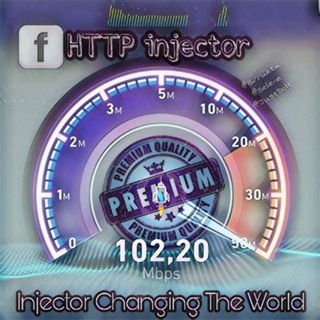 f HTTP injector
5M
3M
10M
2M
20M
1M
30M
0
50M
PREMIUM QUALITY
PREMIUM
PREMIUM QUALITY
102,20
Mbps
Injector Changing The World